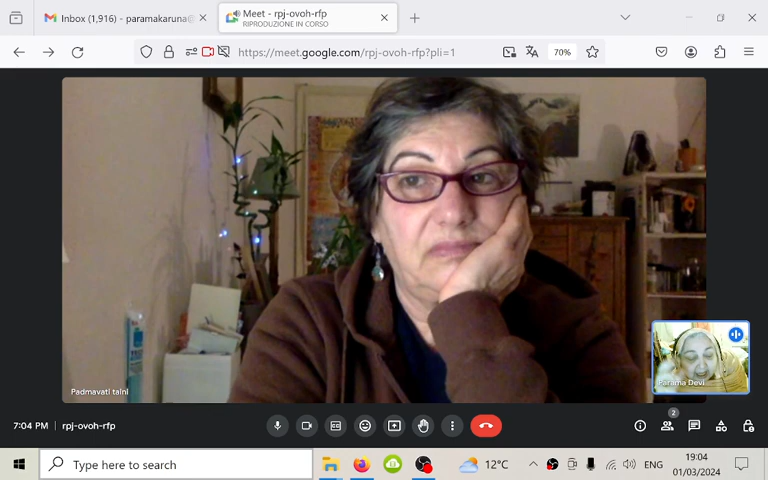 Inbox (1,916) - paramakaruna@
Meet - rpj-ovoh-rfp
RIPRODUZIONE IN CORSO
https://meet.google.com/rpj-ovoh-rfp?pli=1
70%
Padmavati taini
Parama Devi
2
7:04 PM | rpj-ovoh-rfp
CC
Type here to search
12°C
ENG
19:04
01/03/2024